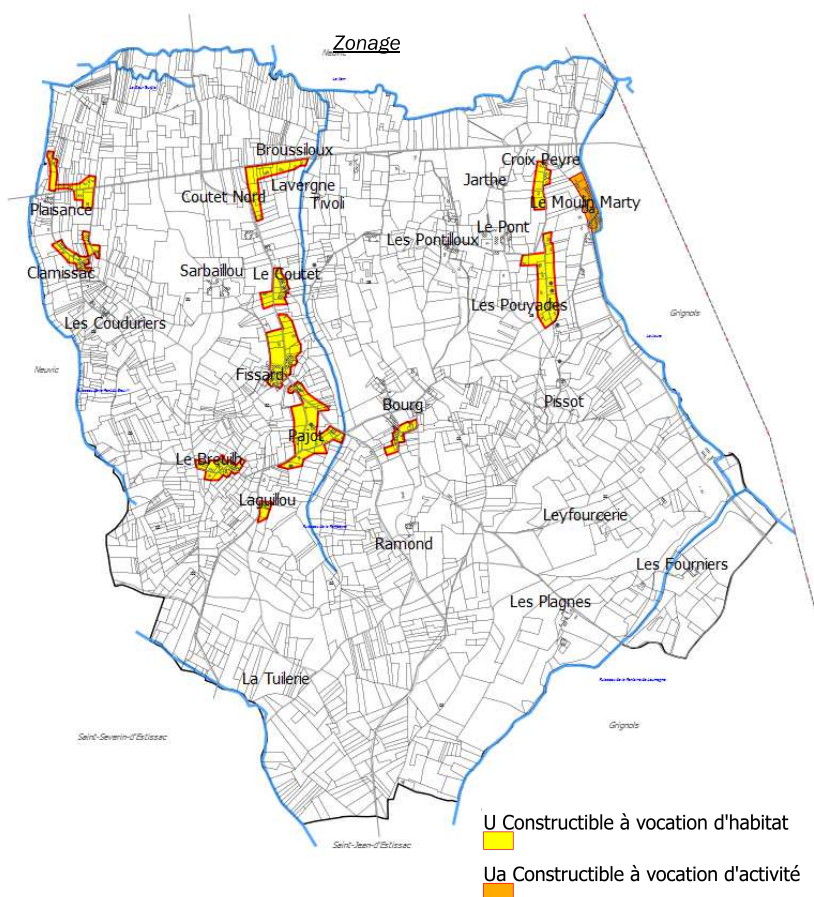 Zonage
Neuvic
Broussiloux
Croix Peyre
Jarthe
Lavergne
Coutet Nord
Tivoli
Le Moulin Marty
Ua
Plaisance
Le Pont
Les Pontilloux
Clamissac
Sarbaillou
Le Coutet
Les Pouyades
Grignols
Les Couduriers
Neuvic
Fissard
Bourg
Pissot
Pajot
Le Breuilh
Laguillou
Leyfourcerie
Ramond
Les Fourniers
Les Plagnes
La Tuilerie
Saint-Severin-d'Estissac
Grignols
U Constructible à vocation d'habitat
Saint-Jean-d'Estissac
Ua Constructible à vocation d'activité